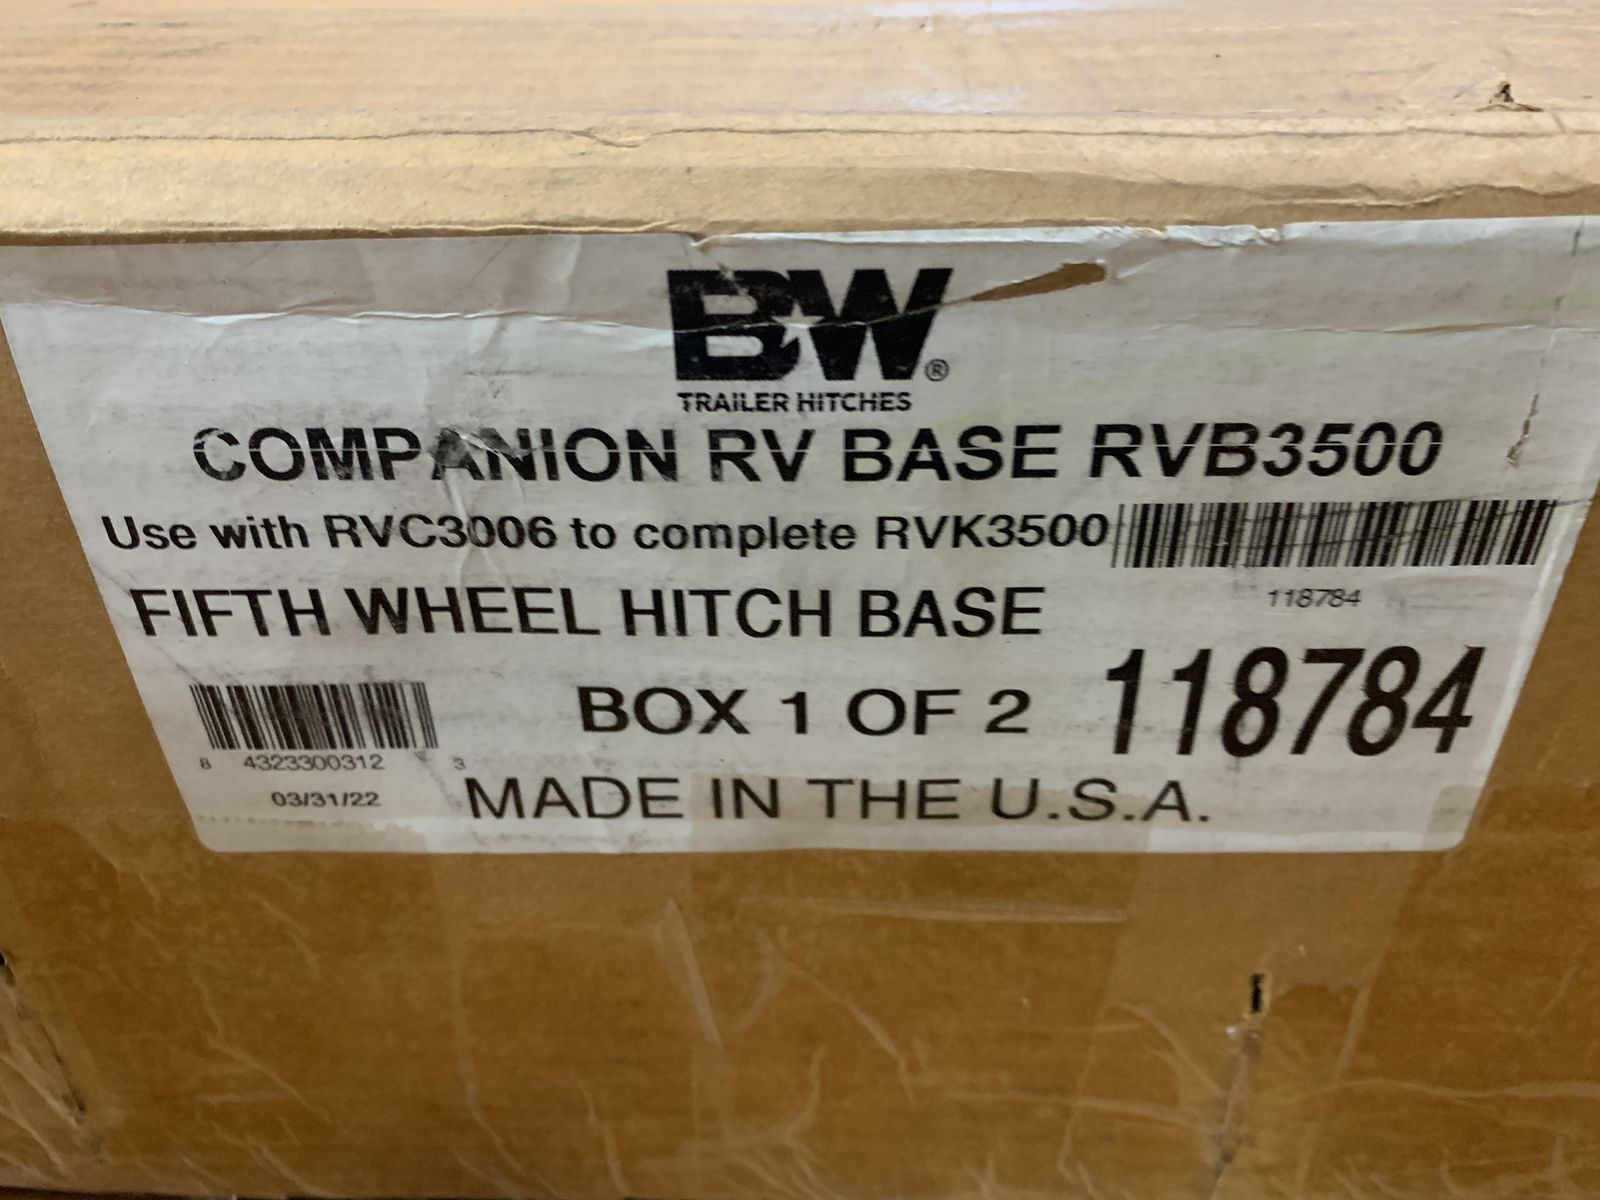 BW®
TRAILER HITCHES
COMPANION RV BASE RVB3500
Use with RVC3006 to complete RVK3500
118784
FIFTH WHEEL HITCH BASE
BOX 1 OF 2
118784
8 4323300312 3
03/31/22
MADE IN THE U.S.A.